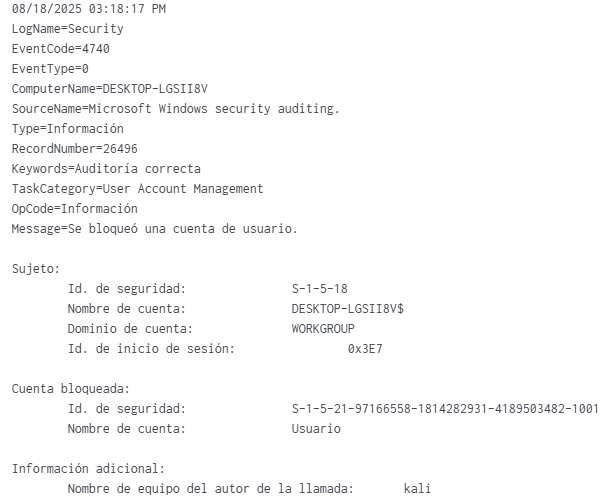 08/18/2025 03:18:17 PM
LogName=Security
EventCode=4740
EventType=0
ComputerName=DESKTOP-LGSII8V
SourceName=Microsoft Windows security auditing.
Type=Información
RecordNumber=26496
Keywords=Auditoría correcta
TaskCategory=User Account Management
OpCode=Información
Message=Se bloqueó una cuenta de usuario.
Sujeto:
Id. de seguridad: S-1-5-18
Nombre de cuenta: DESKTOP-LGSII8V$
Dominio de cuenta: WORKGROUP
Id. de inicio de sesión: 0x3E7
Cuenta bloqueada:
Id. de seguridad: S-1-5-21-97166558-1814282931-4189503482-1001
Nombre de cuenta: Usuario
Información adicional:
Nombre de equipo del autor de la llamada: kali